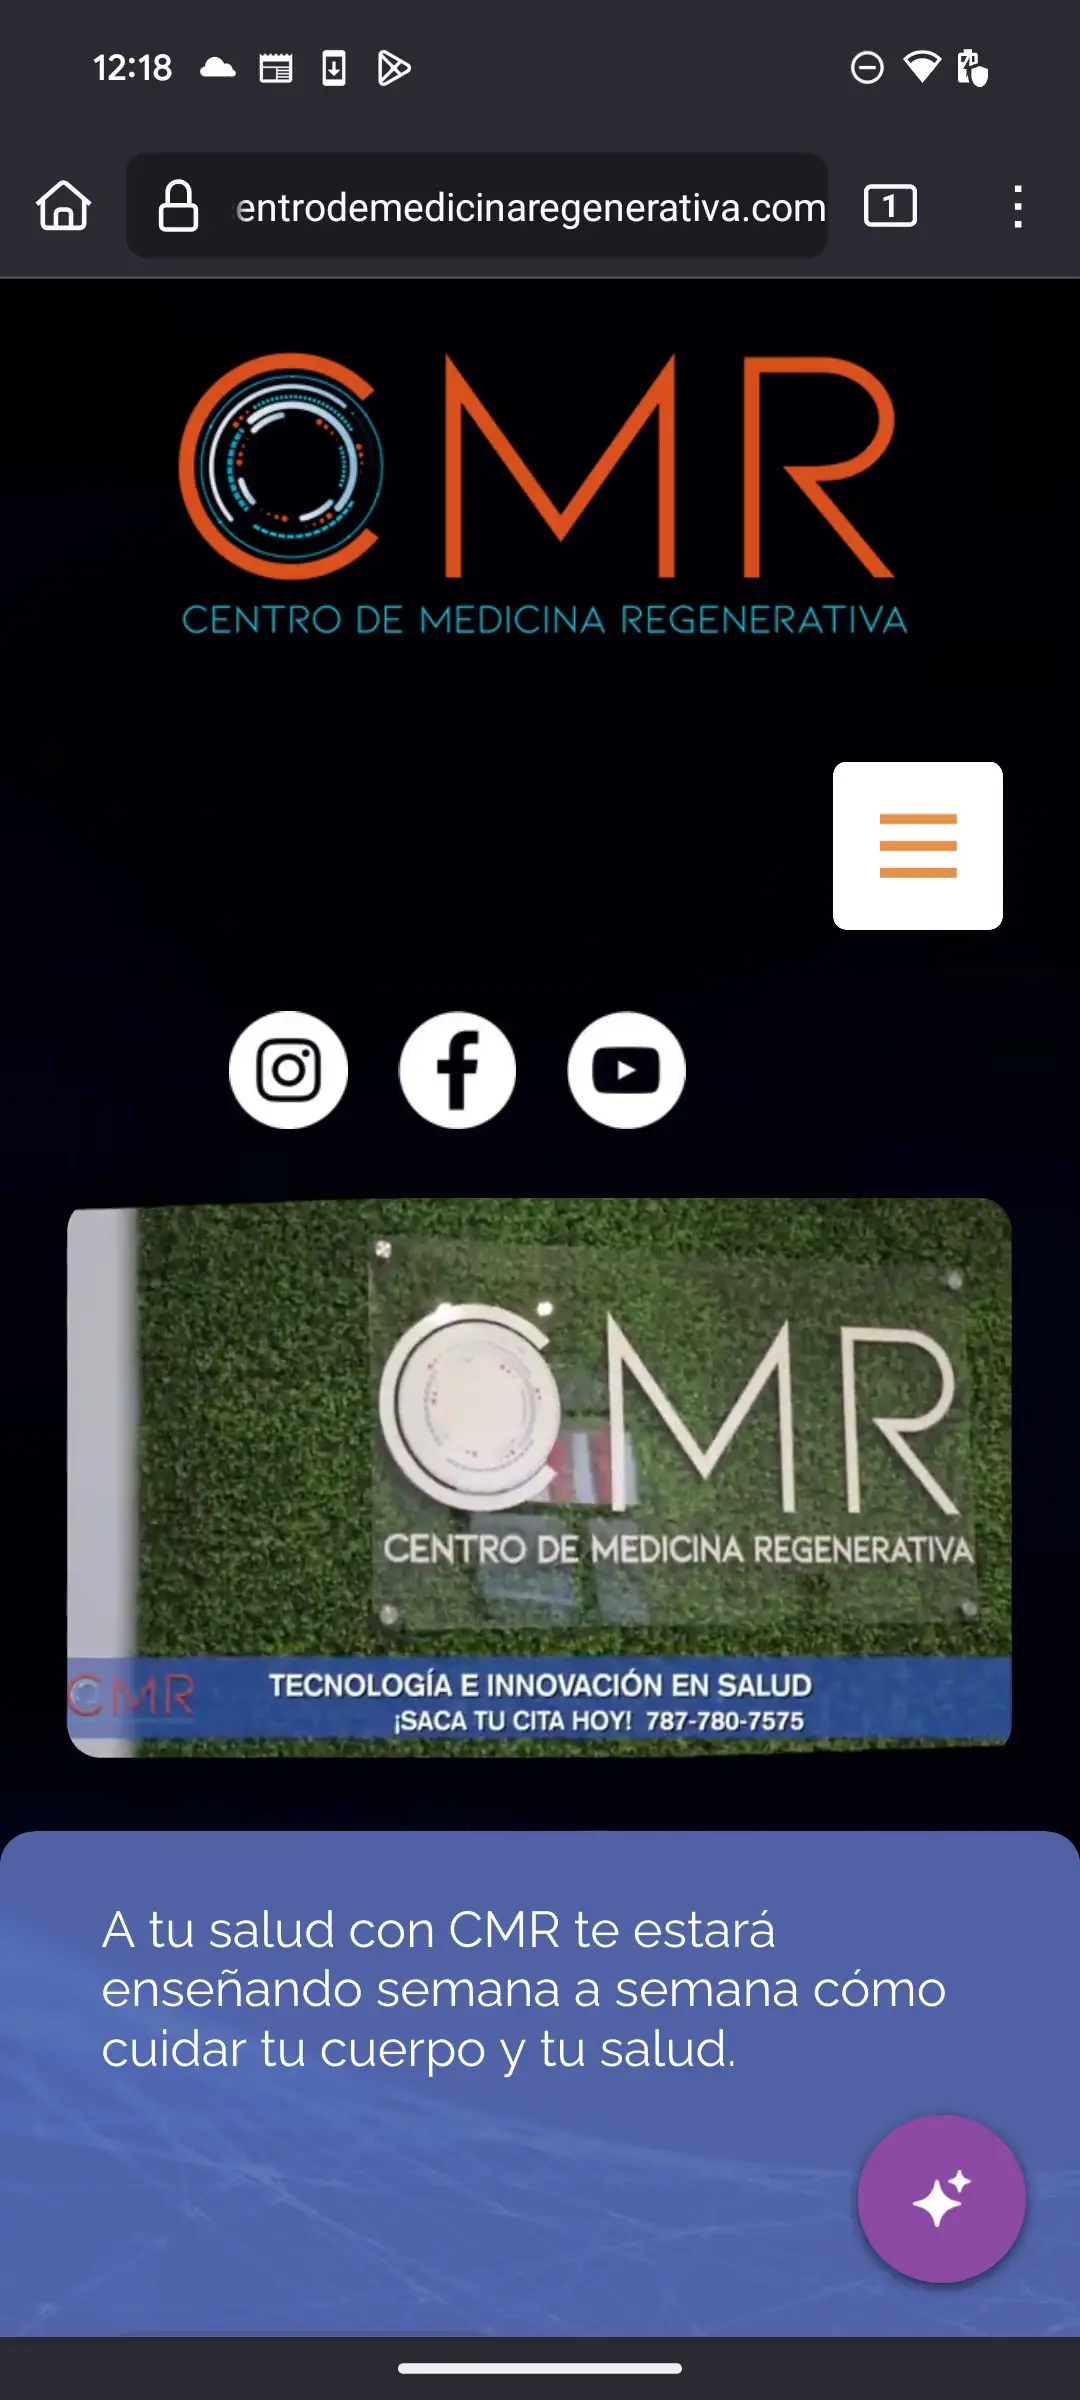 12:18
entrodemedicinaregenerativa.com
1
CMR
CENTRO DE MEDICINA REGENERATIVA
CMR
CENTRO DE MEDICINA REGENERATIVA
CMR
TECNOLOGÍA E INNOVACIÓN EN SALUD
¡SACA TU CITA HOY! 787-780-7575
A tu salud con CMR te estará
enseñando semana a semana cómo
cuidar tu cuerpo y tu salud.